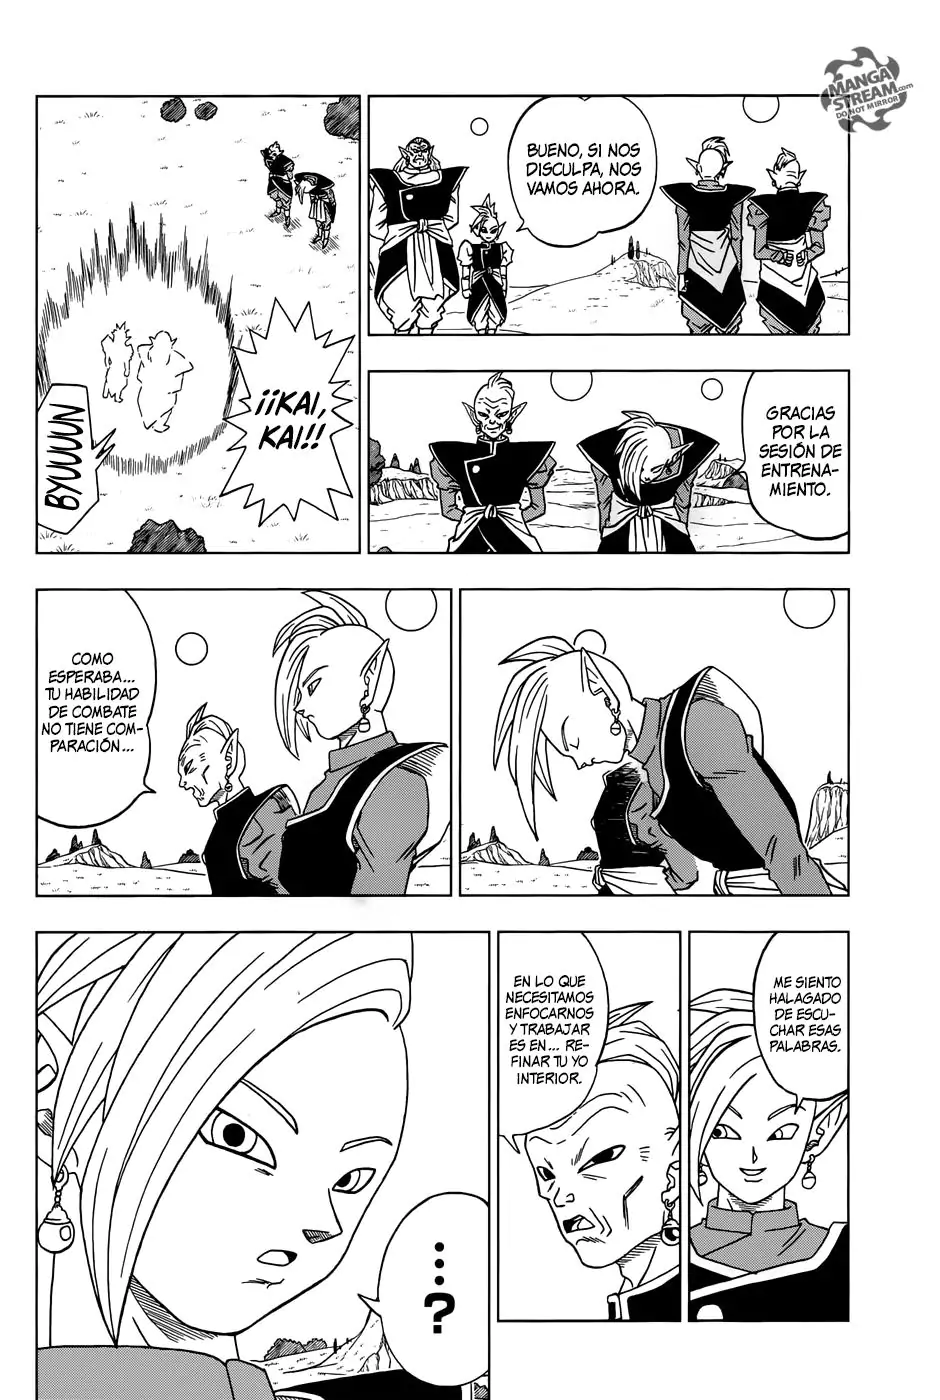 MANGA
STREAM.com
DO NOT MIRROR
BUENO, SI NOS
DISCULPA, NOS
VAMOS AHORA.
¡¡KAI,
KAI!!
BYUUUUN
GRACIAS
POR LA
SESIÓN DE
ENTRENA-
MIENTO.
COMO
ESPERABA...
TU HABILIDAD
DE COMBATE
NO TIENE COM-
PARACIÓN...
ME SIENTO
HALAGADO
DE ESCU-
CHAR ESAS
PALABRAS.
EN LO QUE
NECESITAMOS
ENFOCARNOS
Y TRABAJAR
ES EN... RE-
FINAR TU YO
INTERIOR.
...?